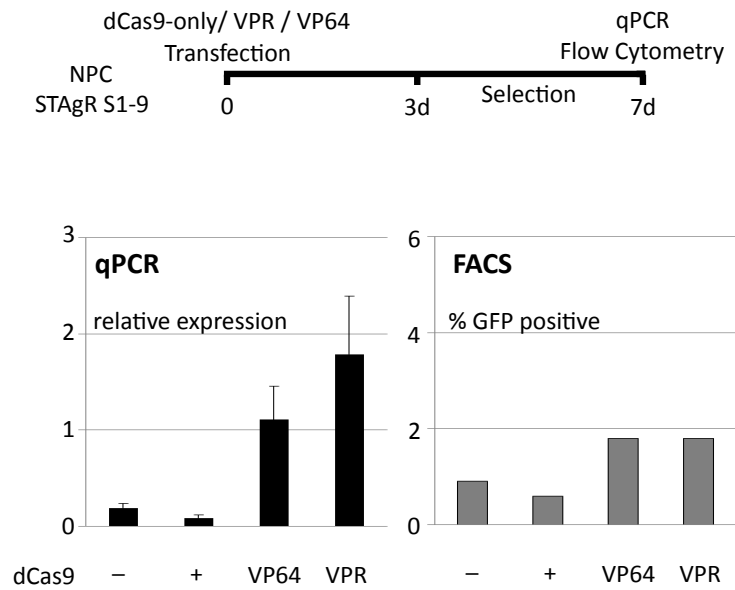 dCas9-only/ VPR / VP64
Transfection
qPCR
Flow Cytometry
NPC
STAgR S1-9
0
3d
Selection
7d
3
2
1
0
qPCR
relative expression
6
4
2
0
FACS
% GFP positive
dCas9 – + VP64 VPR – + VP64 VPR